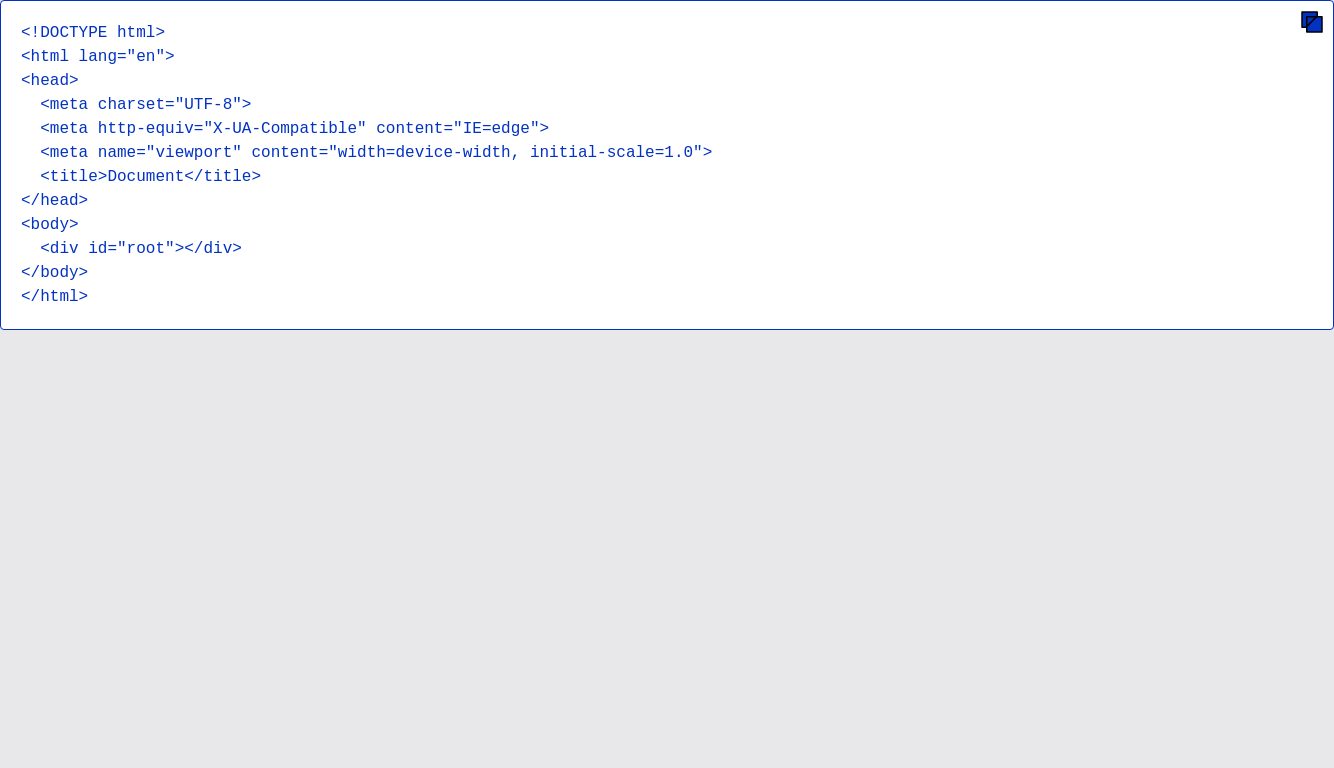 <!DOCTYPE html>
<html lang="en">
<head>
  <meta charset="UTF-8">
  <meta http-equiv="X-UA-Compatible" content="IE=edge">
  <meta name="viewport" content="width=device-width, initial-scale=1.0">
  <title>Document</title>
</head>
<body>
  <div id="root"></div>
</body>
</html>